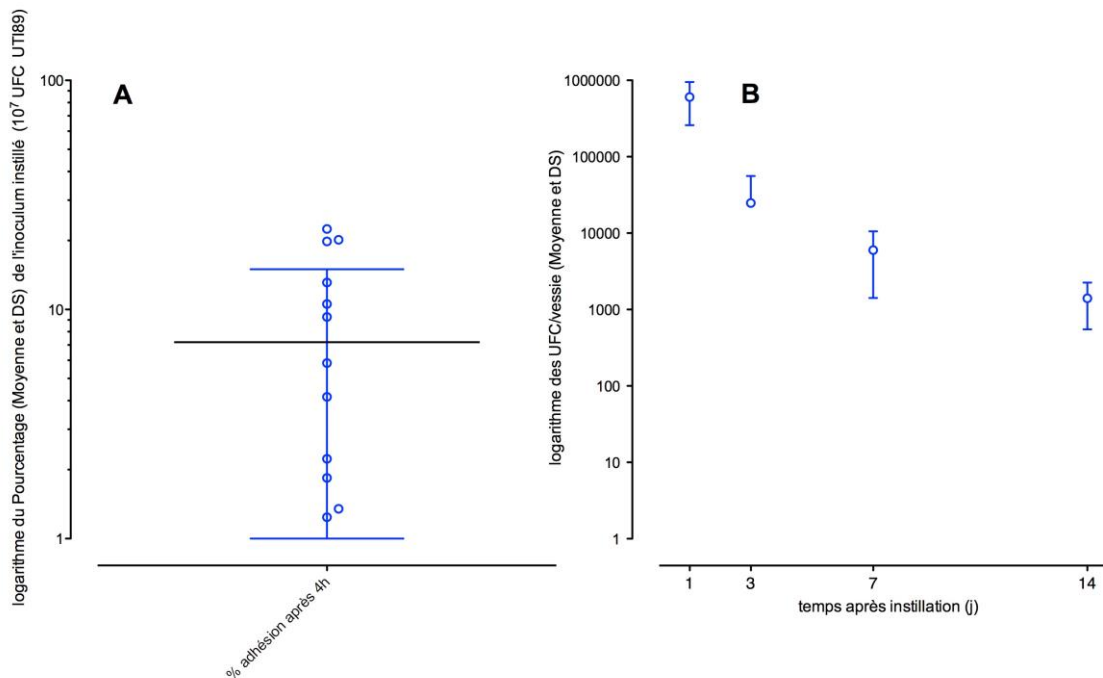 logarithme du Pourcentage (Moyenne et DS) de l'inoculum instillé (10⁷ UFC UTI89)
A
100
10
1
% adhésion après 4h
logarithme des UFC/vessie (Moyenne et DS)
B
1000000
100000
10000
1000
100
10
1
1 3 7 14
temps après instillation (j)